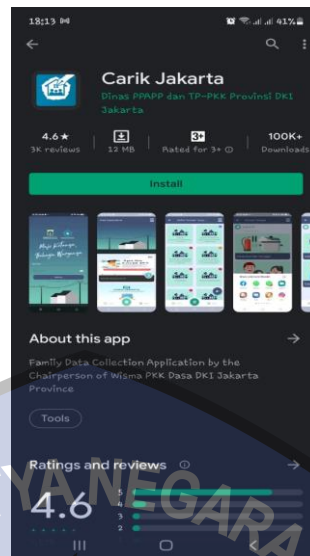 18:13
41%
Carik Jakarta
Dinas PPAPP dan TP-PKK Provinsi DKI
Jakarta
4.6★
3K reviews
12 MB
3+
Rated for 3+
100K+
Downloads
Install
About this app
Family Data Collection Application by the
Chairperson of Wisma PKK Dasa DKI Jakarta
Province
Tools
Ratings and reviews
4.6
5
4
3
2
YA NEGARA